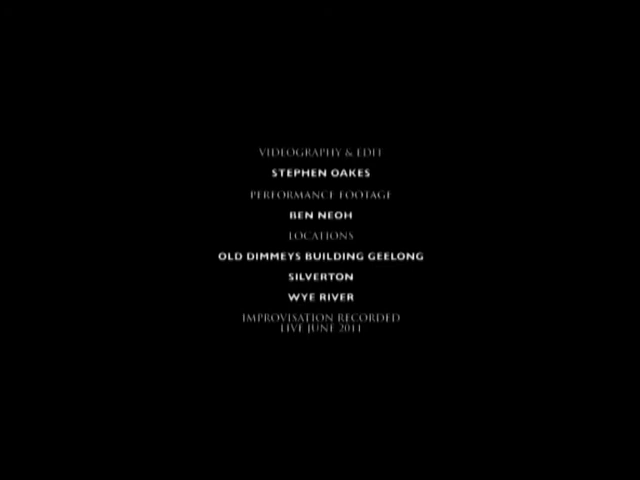 VIDEOGRAPHY & EDIT
STEPHEN OAKES
PERFORMANCE FOOTAGE
BEN NEOH
LOCATIONS
OLD DIMMEYS BUILDING GEELONG
SILVERTON
WYE RIVER
IMPROVISATION RECORDED
LIVE JUNE 2011